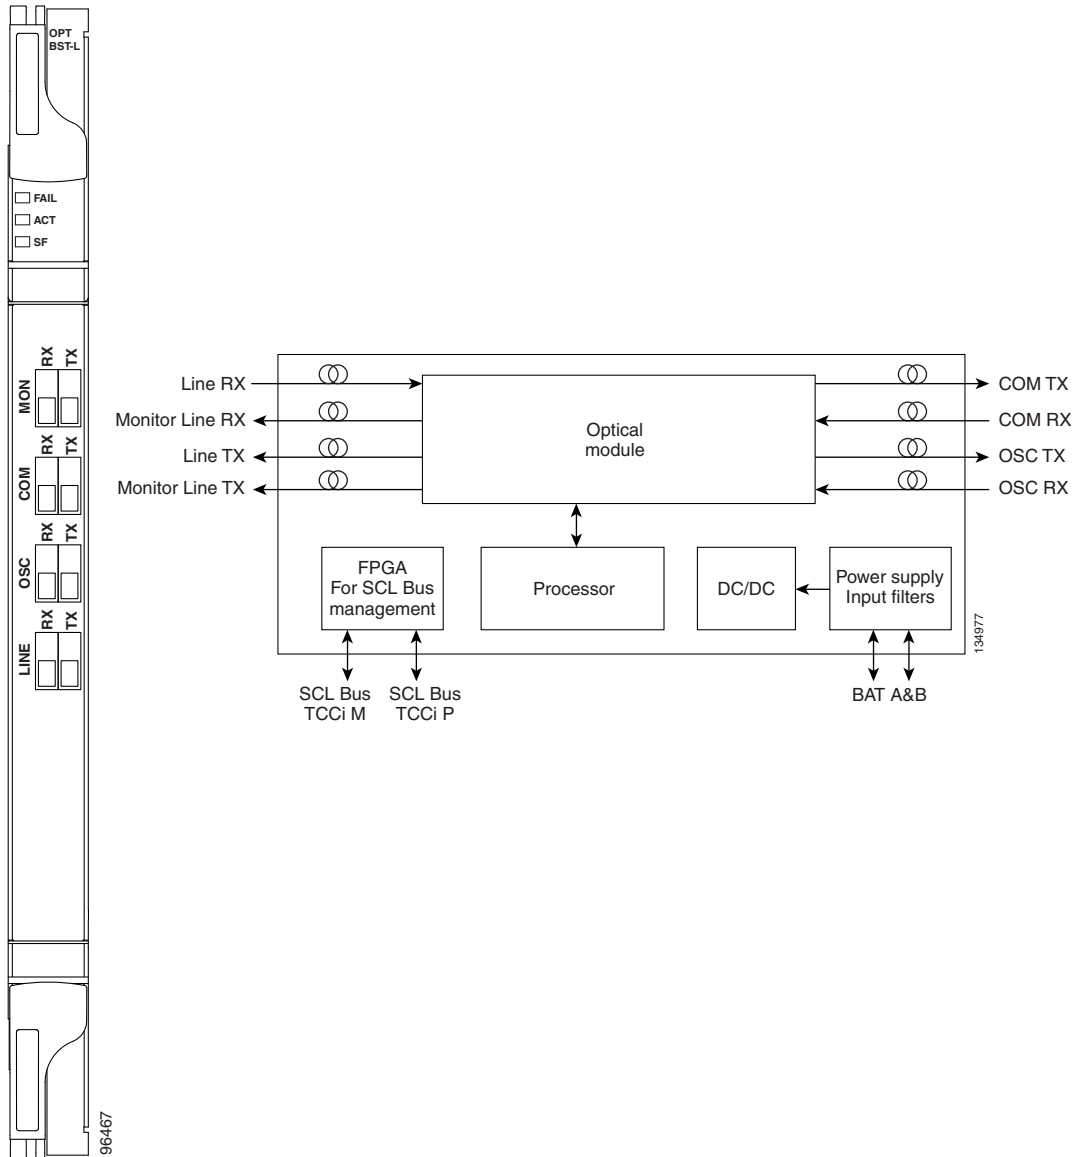 OPT
BST-L
FAIL
ACT
SF
MON
RX
TX
COM
RX
TX
OSC
RX
TX
LINE
RX
TX
96467
Line RX
Monitor Line RX
Line TX
Monitor Line TX
Optical
module
COM TX
COM RX
OSC TX
OSC RX
FPGA
For SCL Bus
management
Processor
DC/DC
Power supply
Input filters
SCL Bus
TCCi M
SCL Bus
TCCi P
BAT A&B
134977